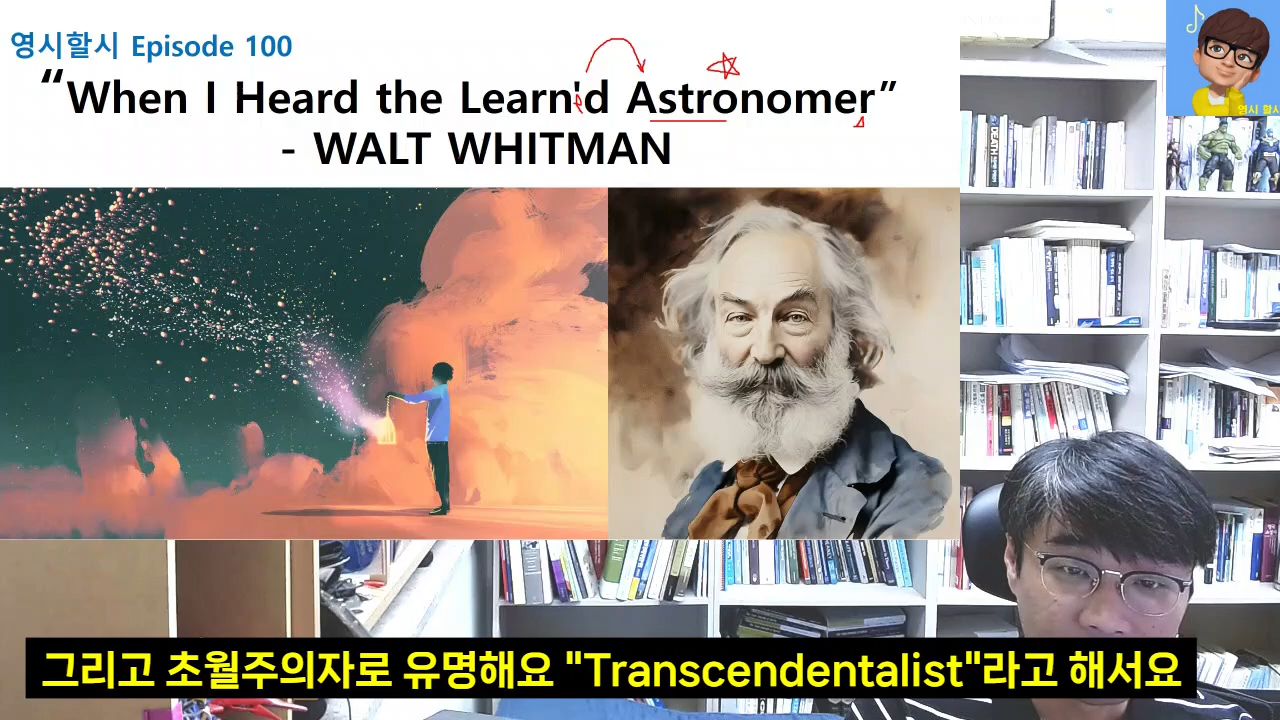 영시할시 Episode 100
“When I Heard the Learn'd Astronomer”
- WALT WHITMAN
영시 할시
그리고 초월주의자로 유명해요 "Transcendentalist"라고 해서요